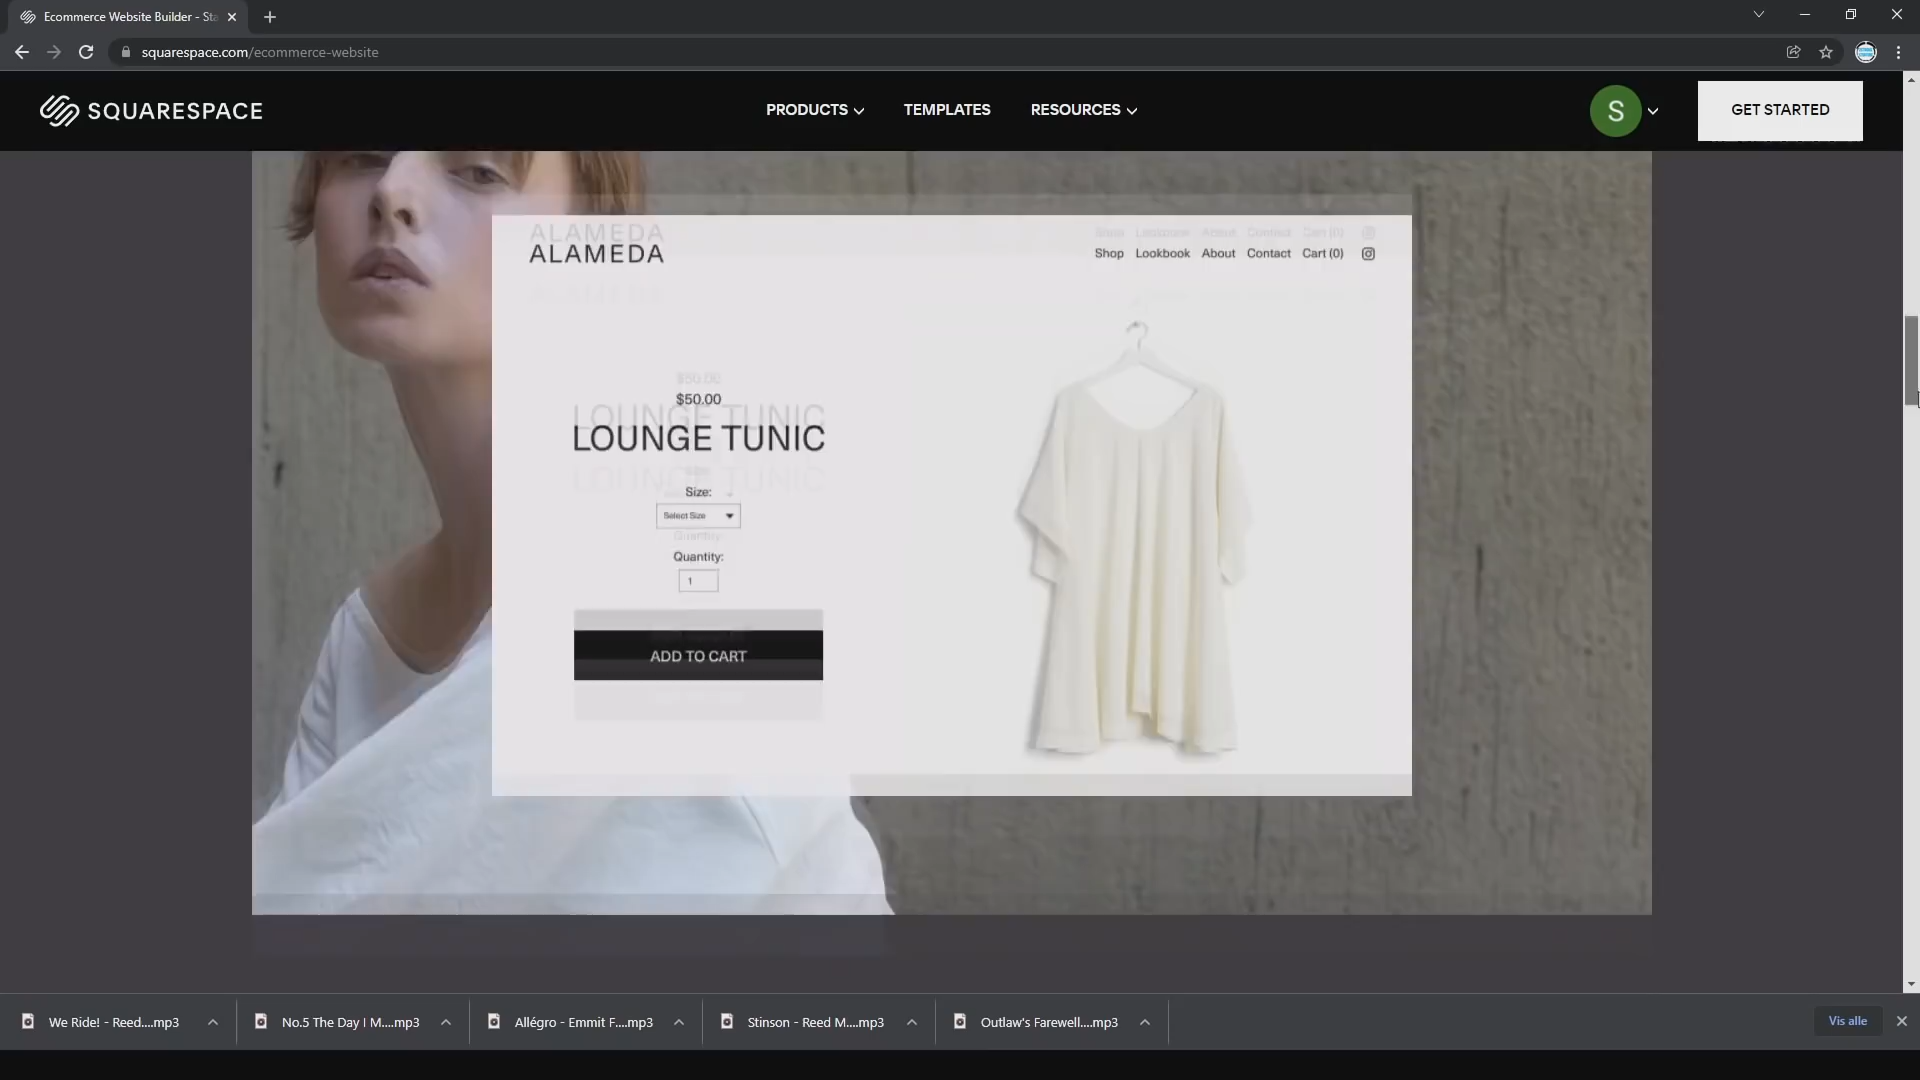 Ecommerce Website Builder - Sta
squarespace.com/ecommerce-website
SQUARESPACE
PRODUCTS
TEMPLATES
RESOURCES
S
GET STARTED
ALAMEDA
Shop Lookbook About Contact Cart (0)
$50.00
LOUNGE TUNIC
Size:
Select Size
Quantity:
1
ADD TO CART
We Ride! - Reed....mp3
No.5 The Day I M....mp3
Allégro - Emmit F....mp3
Stinson - Reed M....mp3
Outlaw's Farewell....mp3
Vis alle